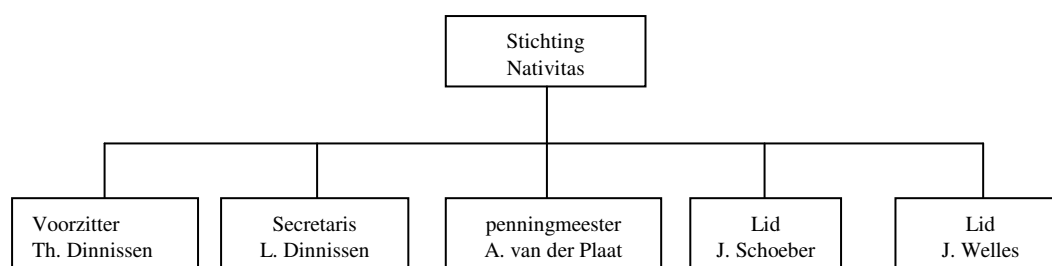 Stichting
Nativitas
Voorzitter
Th. Dinnissen
Secretaris
L. Dinnissen
penningmeester
A. van der Plaat
Lid
J. Schoeber
Lid
J. Welles